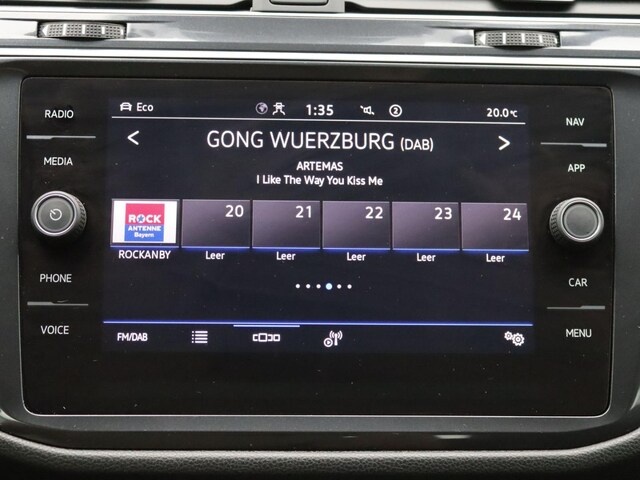 Eco 1:35 2 20.0°C
GONG WUERZBURG (DAB)
ARTEMAS
I Like The Way You Kiss Me
ROCK
ANTENNE
Bayern
20 21 22 23 24
ROCKANBY Leer Leer Leer Leer Leer
FM/DAB
RADIO
MEDIA
PHONE
VOICE
NAV
APP
CAR
MENU